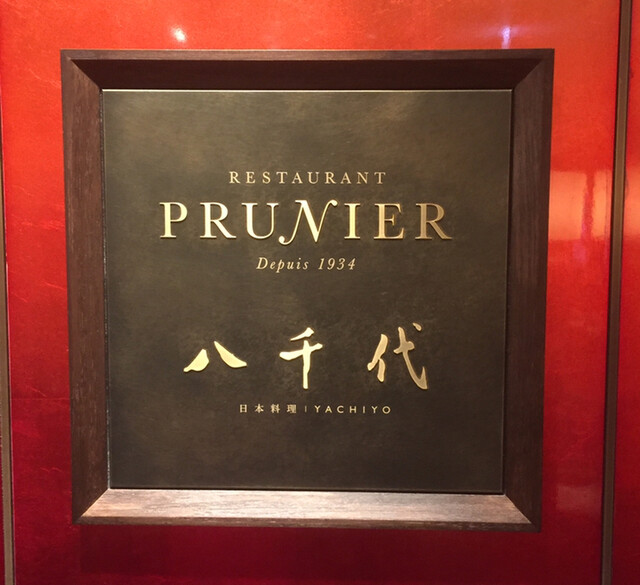 RESTAURANT
PRUNIER
Depuis 1934
八千代
日本料理 | YACHIYO